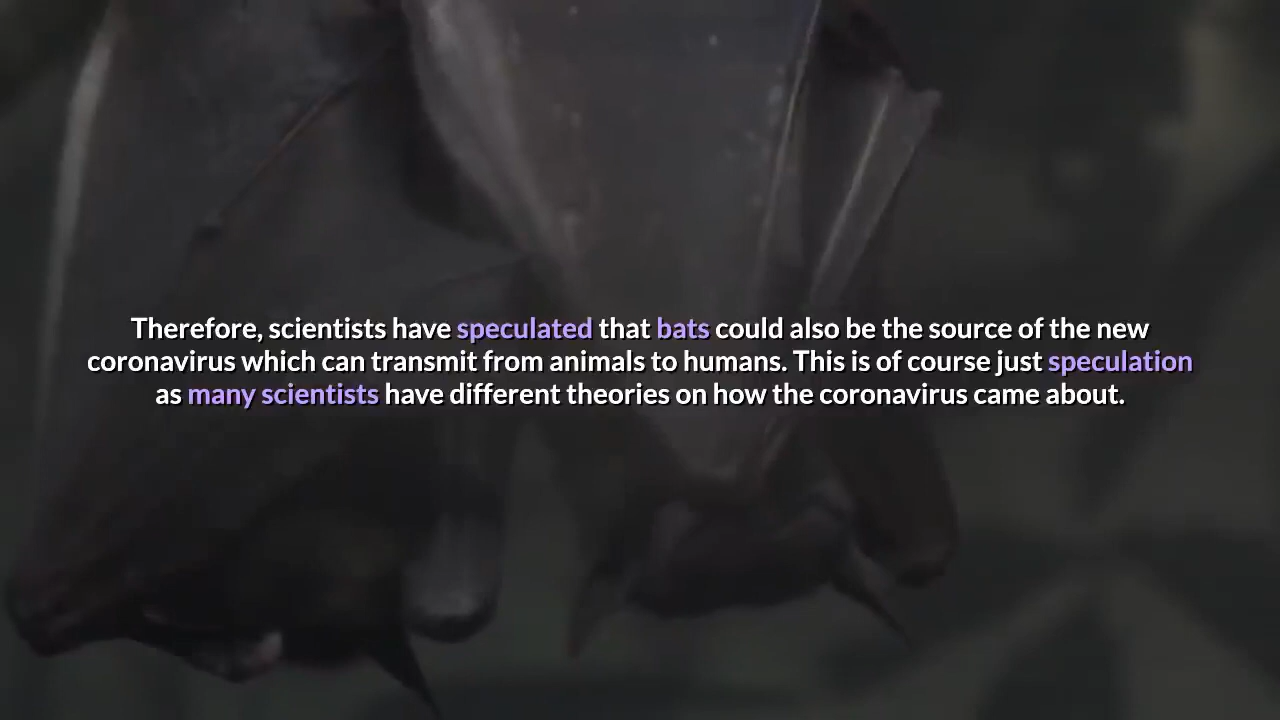 Therefore, scientists have speculated that bats could also be the source of the new
coronavirus which can transmit from animals to humans. This is of course just speculation
as many scientists have different theories on how the coronavirus came about.